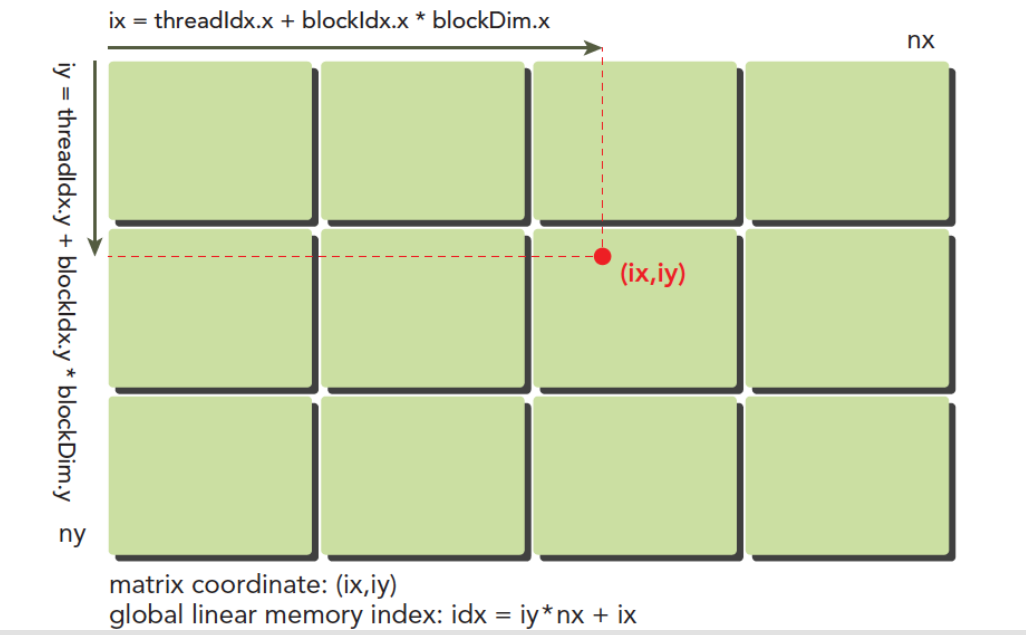 ix = threadIdx.x + blockIdx.x * blockDim.x
nx
iy = threadIdx.y + blockIdx.y * blockDim.y
(ix,iy)
ny
matrix coordinate: (ix,iy)
global linear memory index: idx = iy*nx + ix